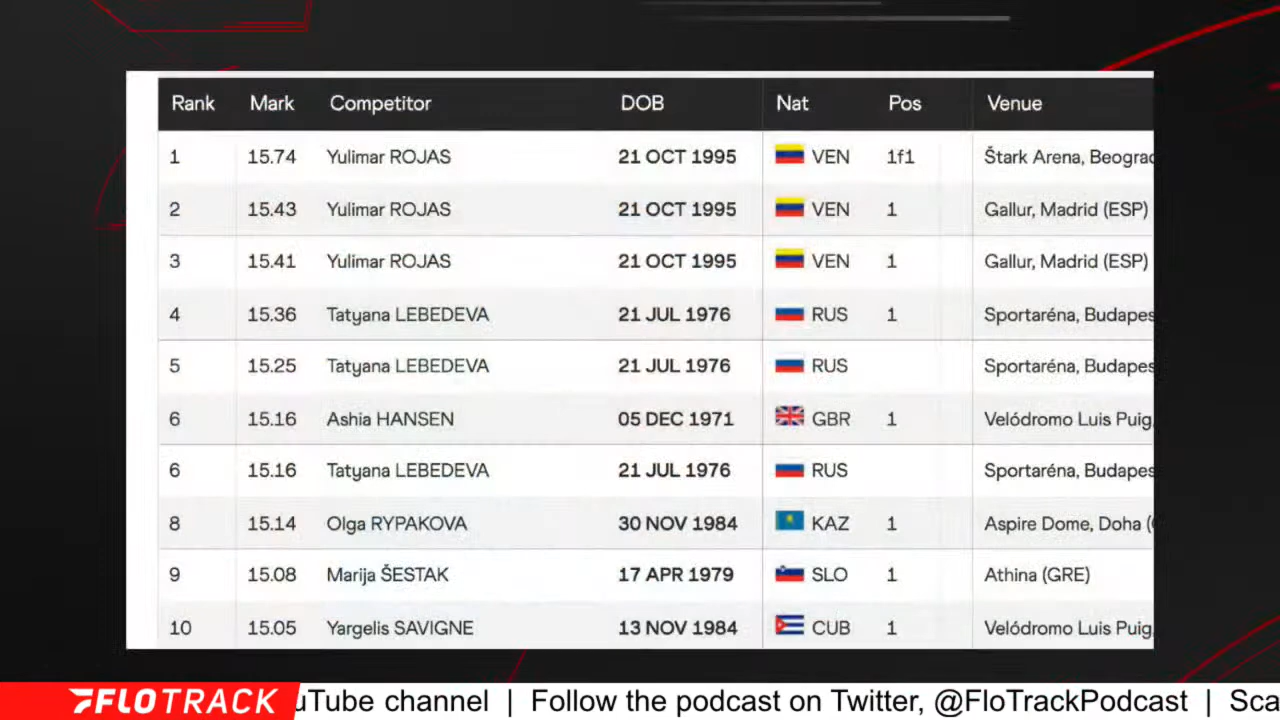 Rank Mark Competitor DOB Nat Pos Venue
1 15.74 Yulimar ROJAS 21 OCT 1995 VEN 1f1 Štark Arena, Beograd
2 15.43 Yulimar ROJAS 21 OCT 1995 VEN 1 Gallur, Madrid (ESP)
3 15.41 Yulimar ROJAS 21 OCT 1995 VEN 1 Gallur, Madrid (ESP)
4 15.36 Tatyana LEBEDEVA 21 JUL 1976 RUS 1 Sportaréna, Budapes
5 15.25 Tatyana LEBEDEVA 21 JUL 1976 RUS Sportaréna, Budapes
6 15.16 Ashia HANSEN 05 DEC 1971 GBR 1 Velódromo Luis Puig,
6 15.16 Tatyana LEBEDEVA 21 JUL 1976 RUS Sportaréna, Budapes
8 15.14 Olga RYPAKOVA 30 NOV 1984 KAZ 1 Aspire Dome, Doha (
9 15.08 Marija ŠESTAK 17 APR 1979 SLO 1 Athina (GRE)
10 15.05 Yargelis SAVIGNE 13 NOV 1984 CUB 1 Velódromo Luis Puig,
FLOTRACK uTube channel | Follow the podcast on Twitter, @FloTrackPodcast | Sca